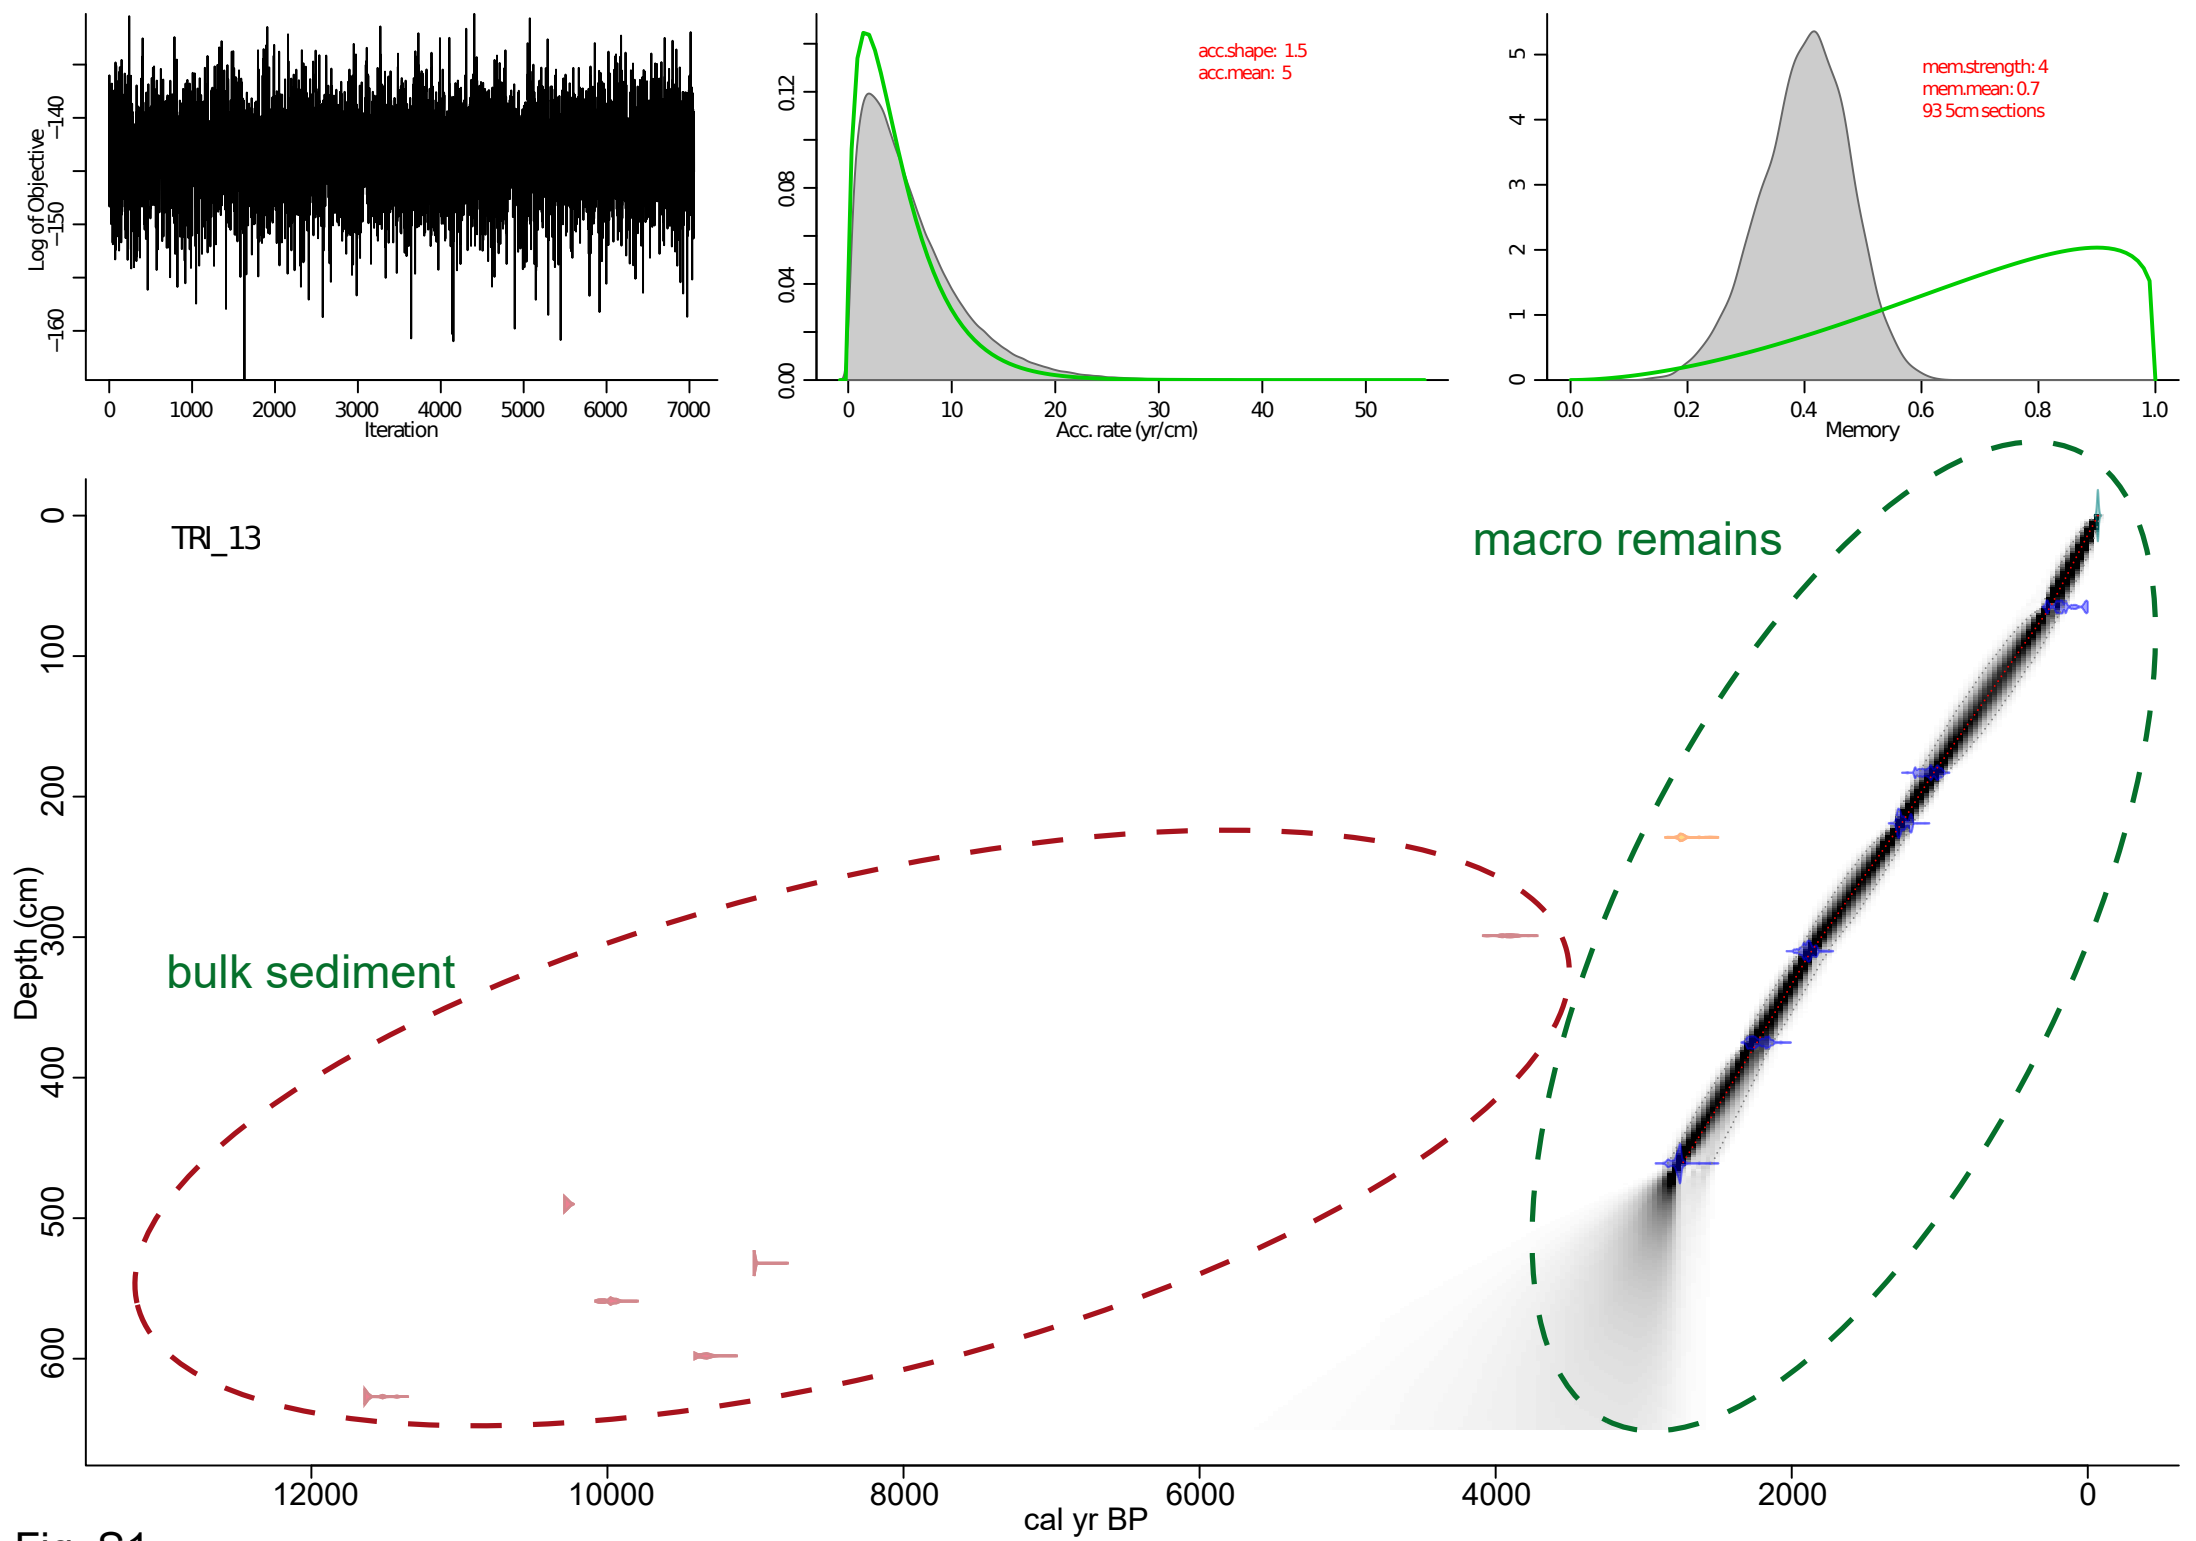 −140
−150
−160
Log of Objective
0 1000 2000 3000 4000 5000 6000 7000
Iteration
0.00 0.04 0.08 0.12
acc.shape: 1.5
acc.mean: 5
0 10 20 30 40 50
Acc. rate (yr/cm)
0 1 2 3 4 5
mem.strength: 4
mem.mean: 0.7
93 5cm sections
0.0 0.2 0.4 0.6 0.8 1.0
Memory
TRI_13
macro remains
bulk sediment
0
100
200
300
400
500
600
Depth (cm)
12000 10000 8000 6000 4000 2000 0
cal yr BP
Fig. S1